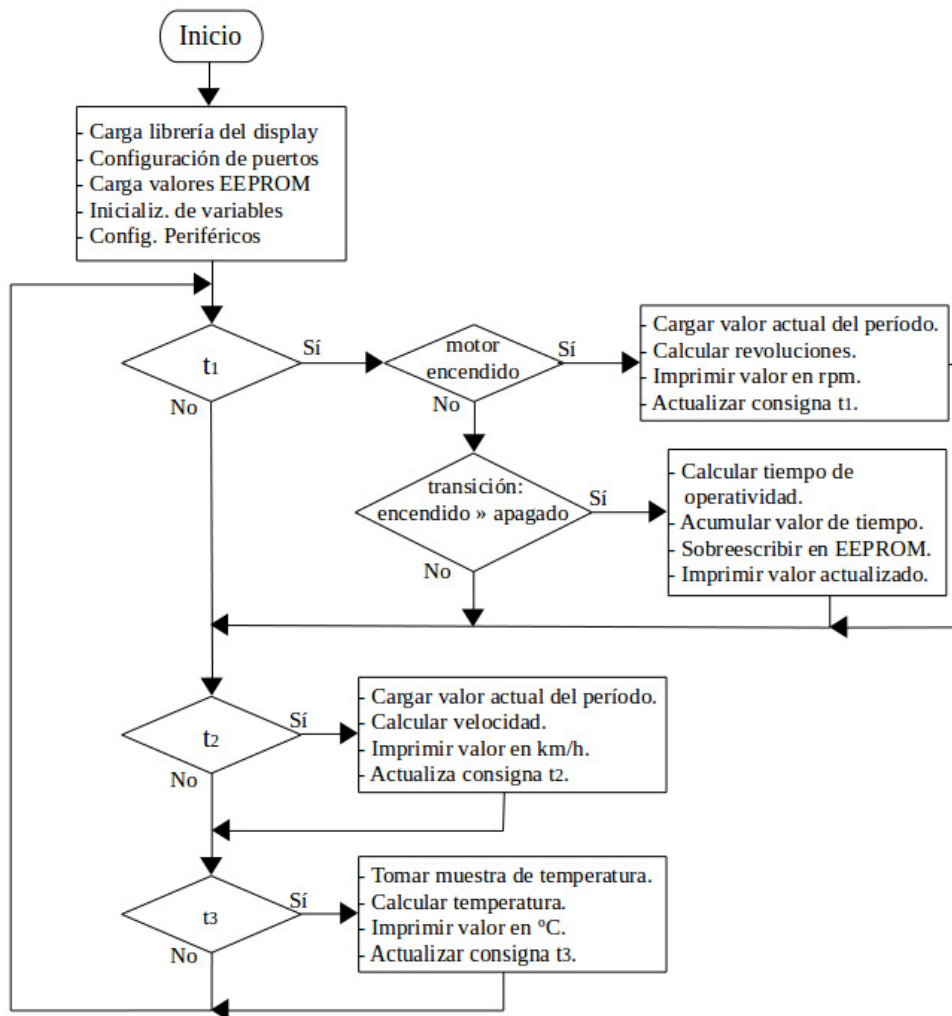 Inicio
- Carga librería del display
- Configuración de puertos
- Carga valores EEPROM
- Inicializ. de variables
- Config. Periféricos
t1
Sí
No
motor
encendido
Sí
No
- Cargar valor actual del período.
- Calcular revoluciones.
- Imprimir valor en rpm.
- Actualizar consigna t1.
transición:
encendido » apagado
Sí
No
- Calcular tiempo de
operatividad.
- Acumular valor de tiempo.
- Sobreescribir en EEPROM.
- Imprimir valor actualizado.
t2
Sí
No
- Cargar valor actual del período.
- Calcular velocidad.
- Imprimir valor en km/h.
- Actualiza consigna t2.
t3
Sí
No
- Tomar muestra de temperatura.
- Calcular temperatura.
- Imprimir valor en ºC.
- Actualizar consigna t3.